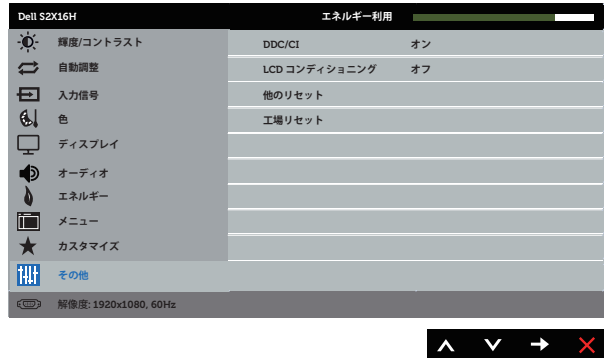 Dell S2X16H
エネルギー利用
輝度/コントラスト
自動調整
入力信号
色
ディスプレイ
オーディオ
エネルギー
メニュー
カスタマイズ
その他
DDC/CI オン
LCD コンディショニング オフ
他のリセット
工場リセット
解像度: 1920x1080, 60Hz